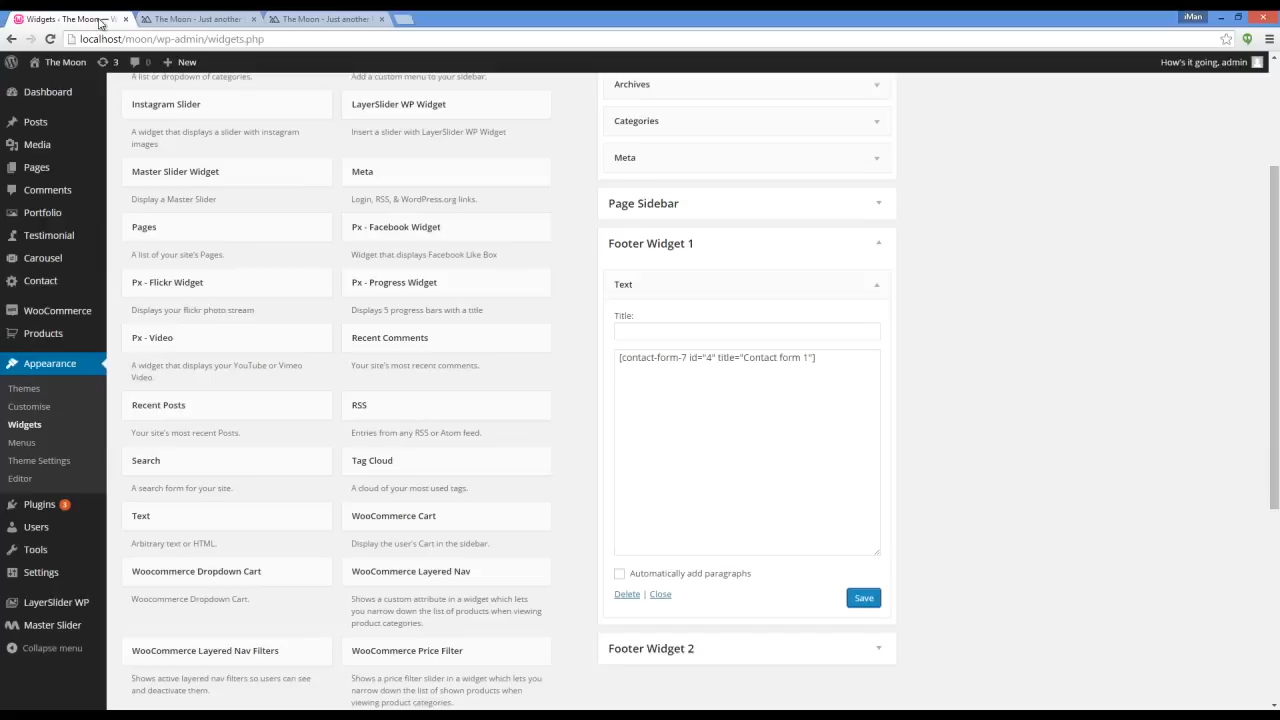 Widgets ‹ The Moon —
The Moon - Just another
The Moon - Just another
iMan
localhost/moon/wp-admin/widgets.php
The Moon
3
0
New
How's it going, admin
Dashboard
Posts
Media
Pages
Comments
Portfolio
Testimonial
Carousel
Contact
WooCommerce
Products
Appearance
Themes
Customise
Widgets
Menus
Theme Settings
Editor
Plugins 3
Users
Tools
Settings
LayerSlider WP
Master Slider
Collapse menu
A list or dropdown of categories.
Add a custom menu to your sidebar.
Instagram Slider
LayerSlider WP Widget
A widget that displays a slider with instagram
images
Insert a slider with LayerSlider WP Widget
Master Slider Widget
Meta
Display a Master Slider
Login, RSS, & WordPress.org links.
Pages
Px - Facebook Widget
A list of your site's Pages.
Widget that displays Facebook Like Box
Px - Flickr Widget
Px - Progress Widget
Displays your flickr photo stream
Displays 5 progress bars with a title
Px - Video
Recent Comments
A widget that displays your YouTube or Vimeo
Video.
Your site's most recent comments.
Recent Posts
RSS
Your site's most recent Posts.
Entries from any RSS or Atom feed.
Search
Tag Cloud
A search form for your site.
A cloud of your most used tags.
Text
WooCommerce Cart
Arbitrary text or HTML.
Display the user's Cart in the sidebar.
Woocommerce Dropdown Cart
WooCommerce Layered Nav
Woocommerce Dropdown Cart.
Shows a custom attribute in a widget which lets
you narrow down the list of products when viewing
product categories.
WooCommerce Layered Nav Filters
WooCommerce Price Filter
Shows active layered nav filters so users can see
and deactivate them.
Shows a price filter slider in a widget which lets you
narrow down the list of shown products when
viewing product categories.
Archives
Categories
Meta
Page Sidebar
Footer Widget 1
Text
Title:
[contact-form-7 id="4" title="Contact form 1"]
Automatically add paragraphs
Delete | Close
Save
Footer Widget 2